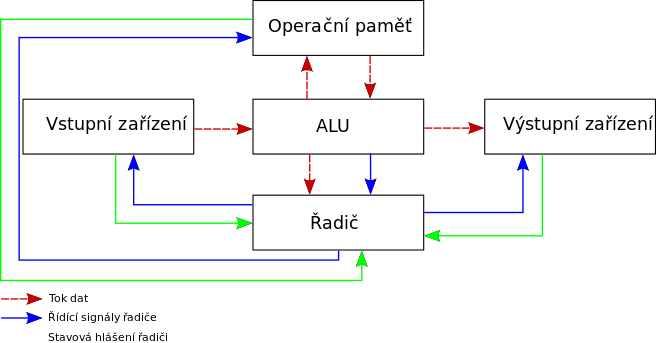 Operační paměť
Vstupní zařízení
ALU
Výstupní zařízení
Řadič
Tok dat
Řídící signály řadiče
Stavová hlášení řadiči